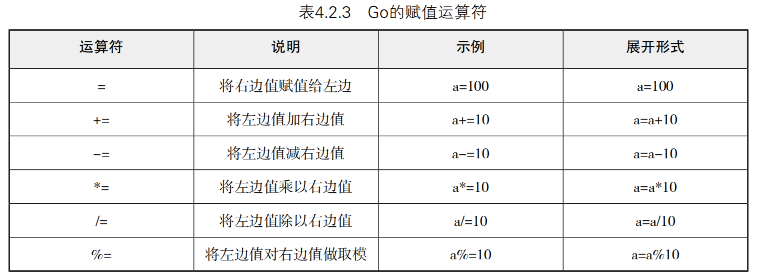 表4.2.3 Go的赋值运算符
运算符 说明 示例 展开形式
= 将右边值赋值给左边 a=100 a=100
+= 将左边值加右边值 a+=10 a=a+10
−= 将左边值减右边值 a−=10 a=a−10
*= 将左边值乘以右边值 a*=10 a=a*10
/= 将左边值除以右边值 a/=10 a=a/10
%= 将左边值对右边值做取模 a%=10 a=a%10